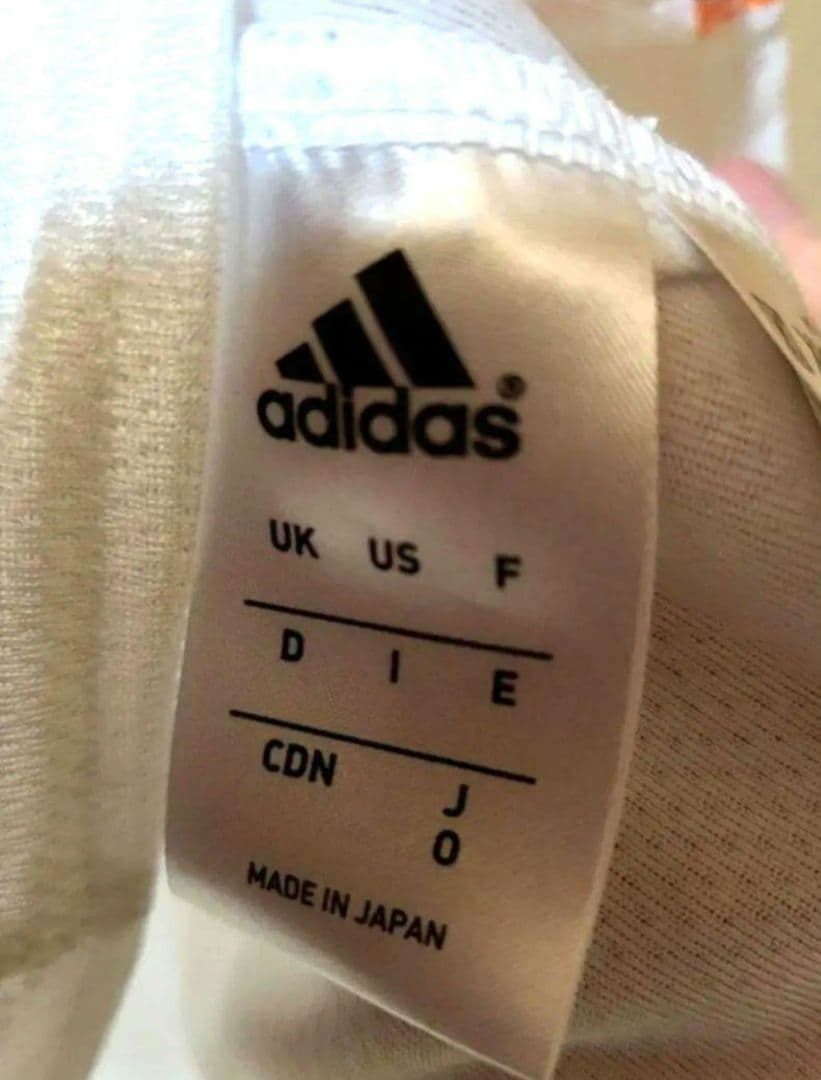 adidas®
UK US F
D I E
CDN J
O
MADE IN JAPAN